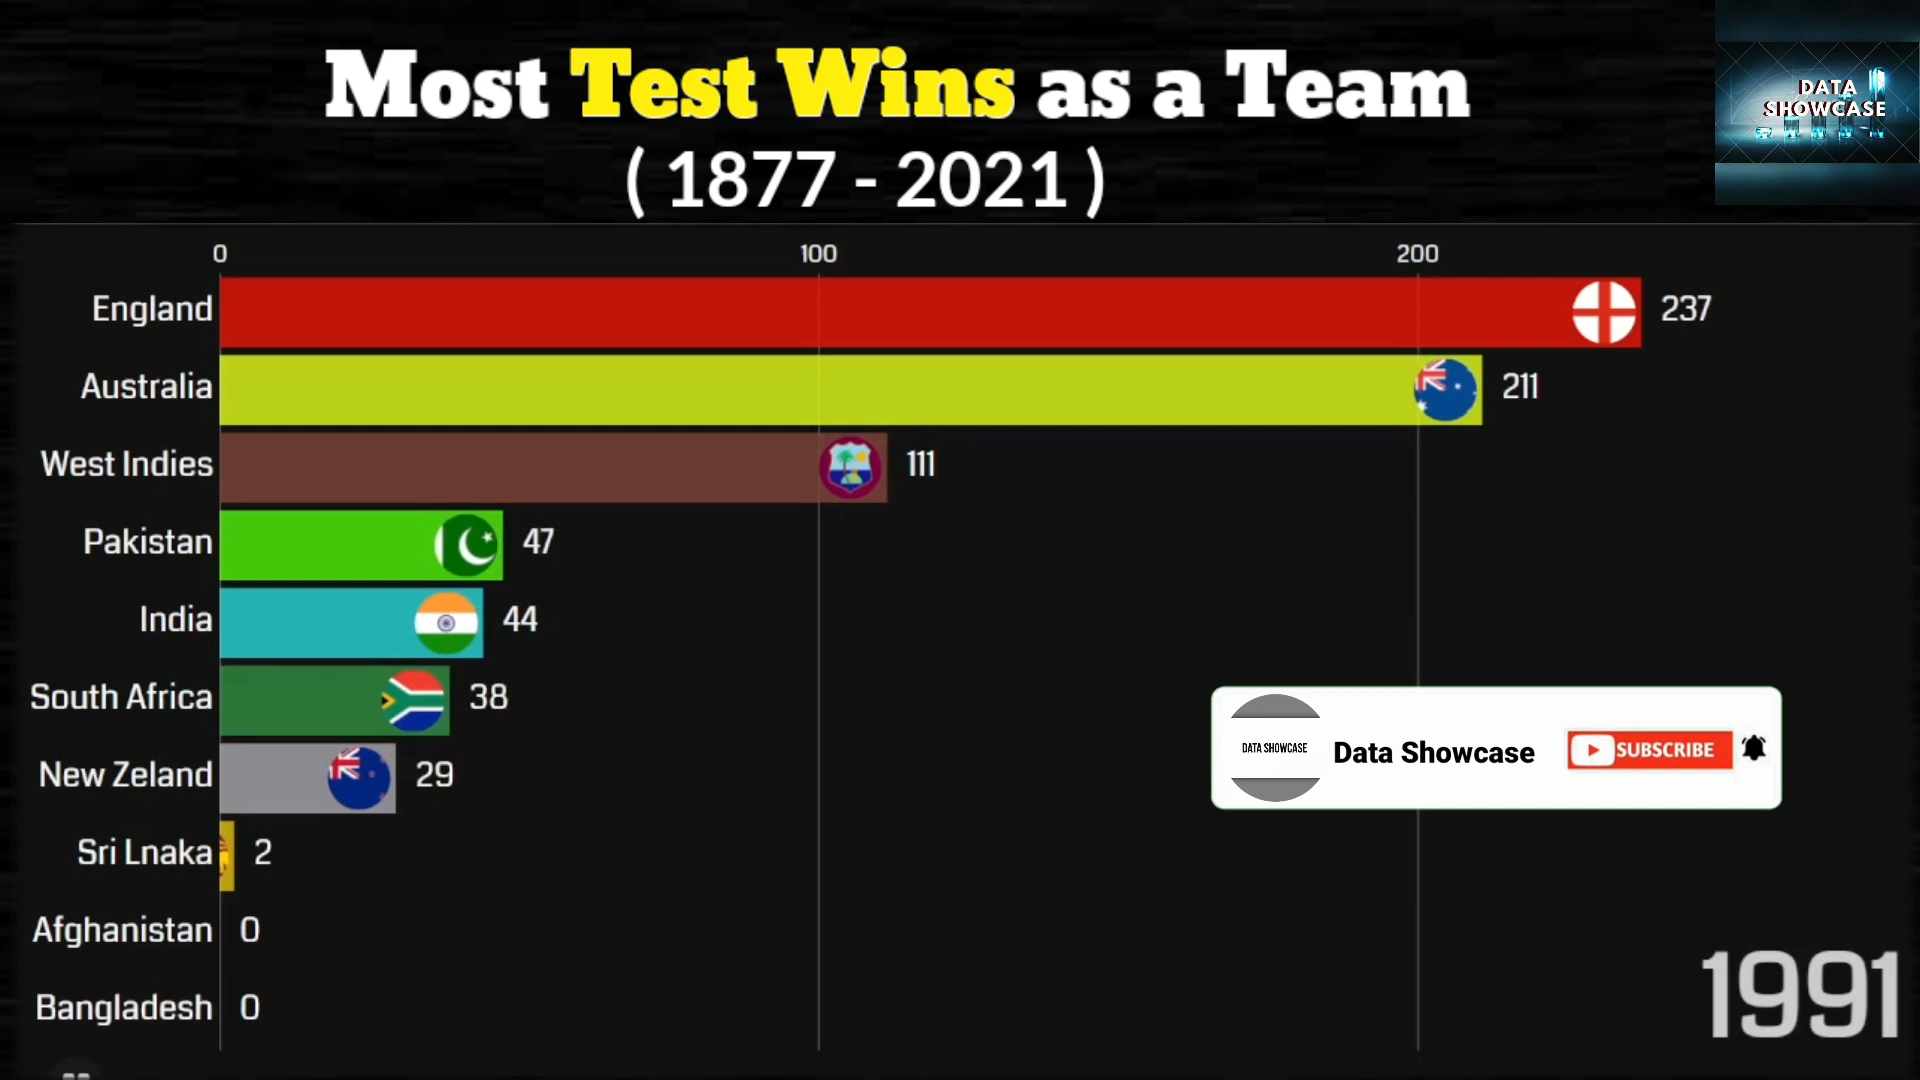 Most Test Wins as a Team
( 1877 - 2021 )
DATA
SHOWCASE
0 100 200
England 237
Australia 211
West Indies 111
Pakistan 47
India 44
South Africa 38
New Zeland 29
Sri Lnaka 2
Afghanistan 0
Bangladesh 0
DATA SHOWCASE
Data Showcase
SUBSCRIBE
1991